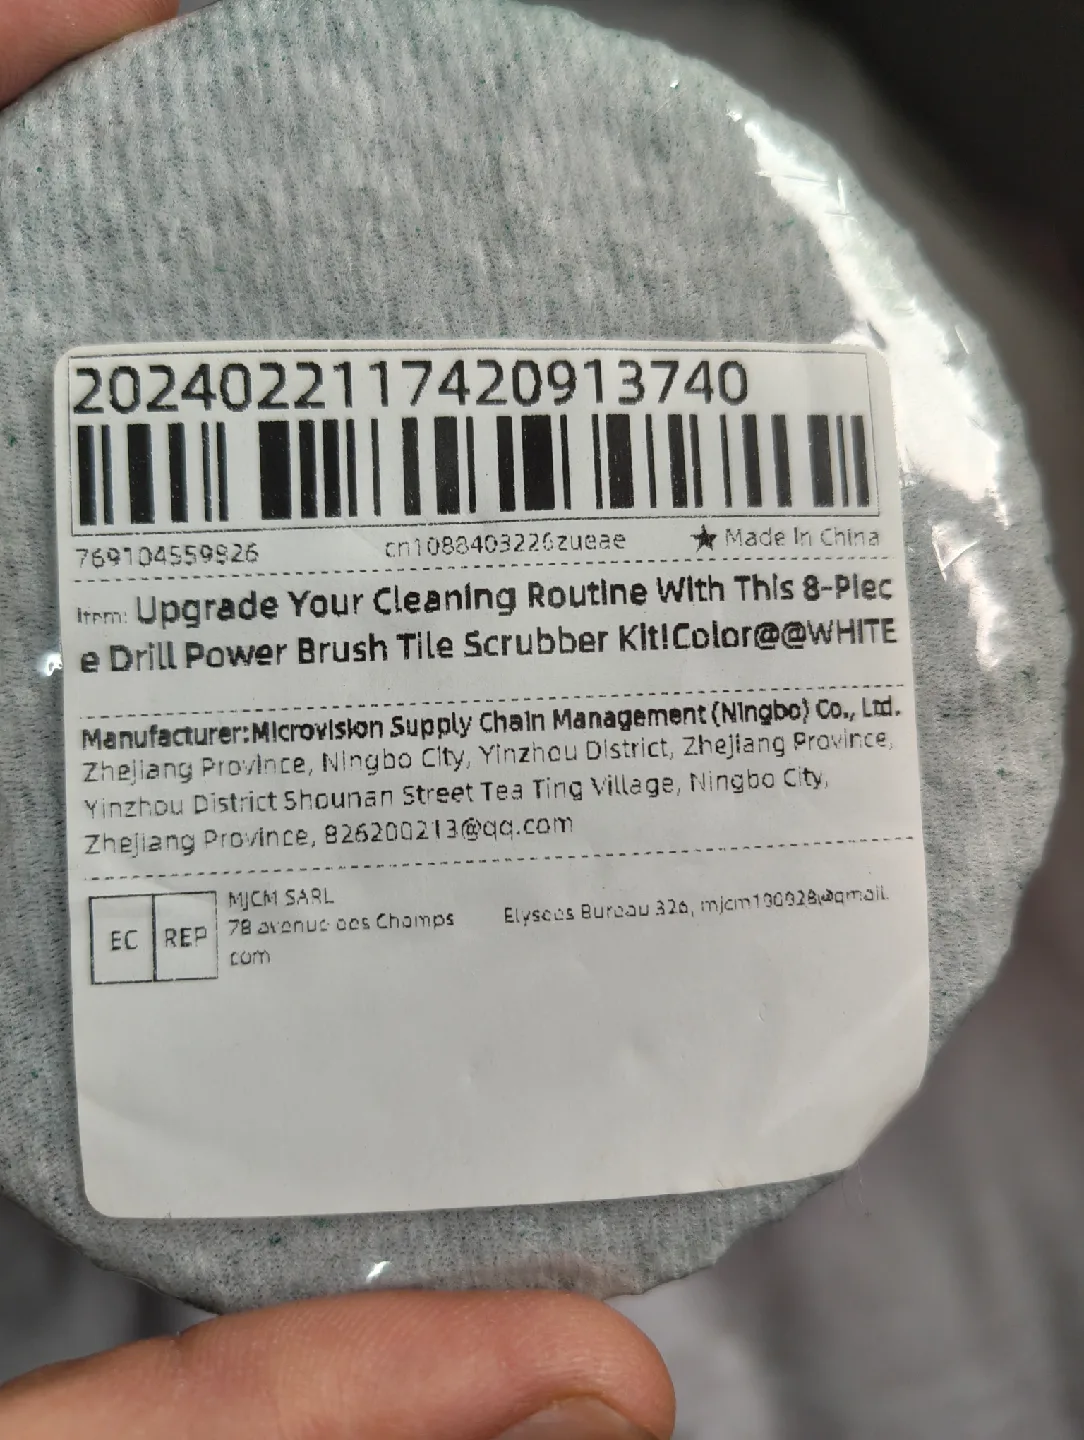 2024022117420913740
769104559826
cn1088403226zueae
★ Made In China
Item: Upgrade Your Cleaning Routine With This 8-Piec
e Drill Power Brush Tile Scrubber Kit!Color@@WHITE
Manufacturer:Microvision Supply Chain Management (Ningbo) Co., Ltd.
Zhejiang Province, Ningbo City, Yinzhou District, Zhejiang Province,
Yinzhou District Shounan Street Tea Ting Village, Ningbo City,
Zhejiang Province, 826200213@qq.com
EC REP
MJCM SARL
78 avenue des Champs Elysees Bureau 326, mjcm190928@gmail.
com